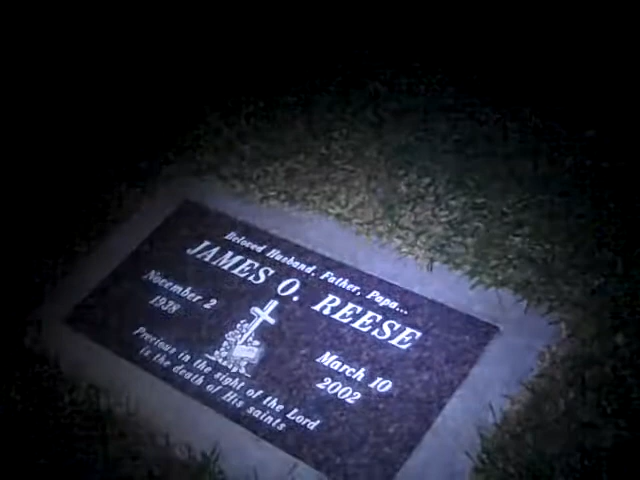 Beloved Husband, Father, Papa...
JAMES O. REESE
November 2
1938
March 10
2002
Precious in the sight of the Lord
is the death of His saints